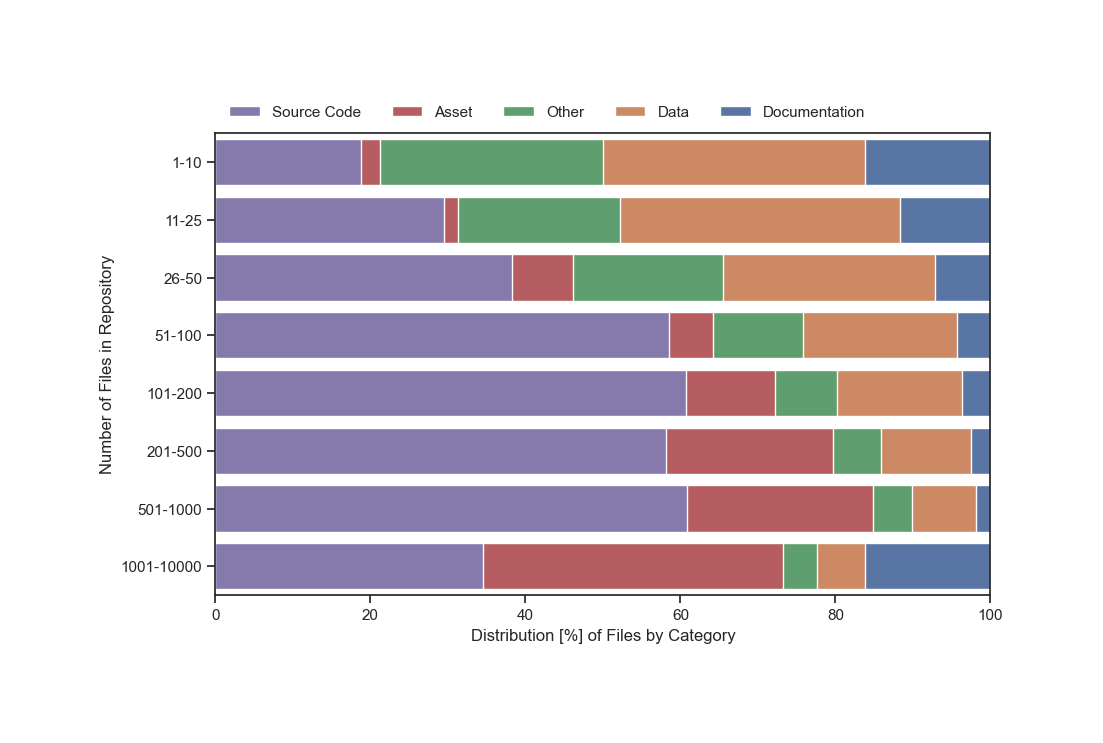 Source Code Asset Other Data Documentation
Number of Files in Repository
1-10
11-25
26-50
51-100
101-200
201-500
501-1000
1001-10000
0 20 40 60 80 100
Distribution [%] of Files by Category